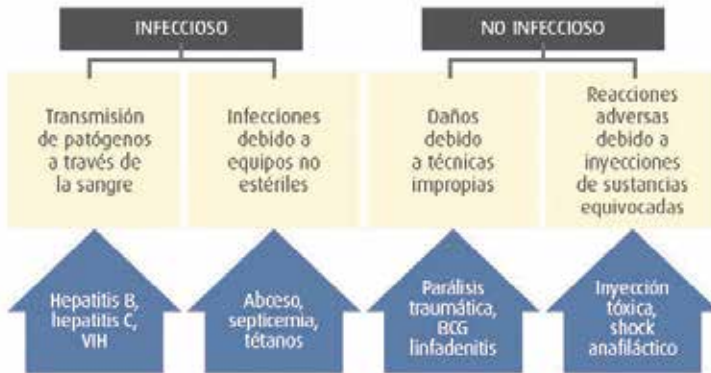 INFECCIOSO
NO INFECCIOSO
Transmisión
de patógenos
a través de
la sangre
Infecciones
debido a
equipos no
estériles
Daños
debido
a técnicas
impropias
Reacciones
adversas
debido a
inyecciones
de sustancias
equivocadas
Hepatitis B,
hepatitis C,
VIH
Abceso,
septicemia,
tétanos
Parálisis
traumática,
BCG
linfadenitis
Inyección
tóxica,
shock
anafiláctico